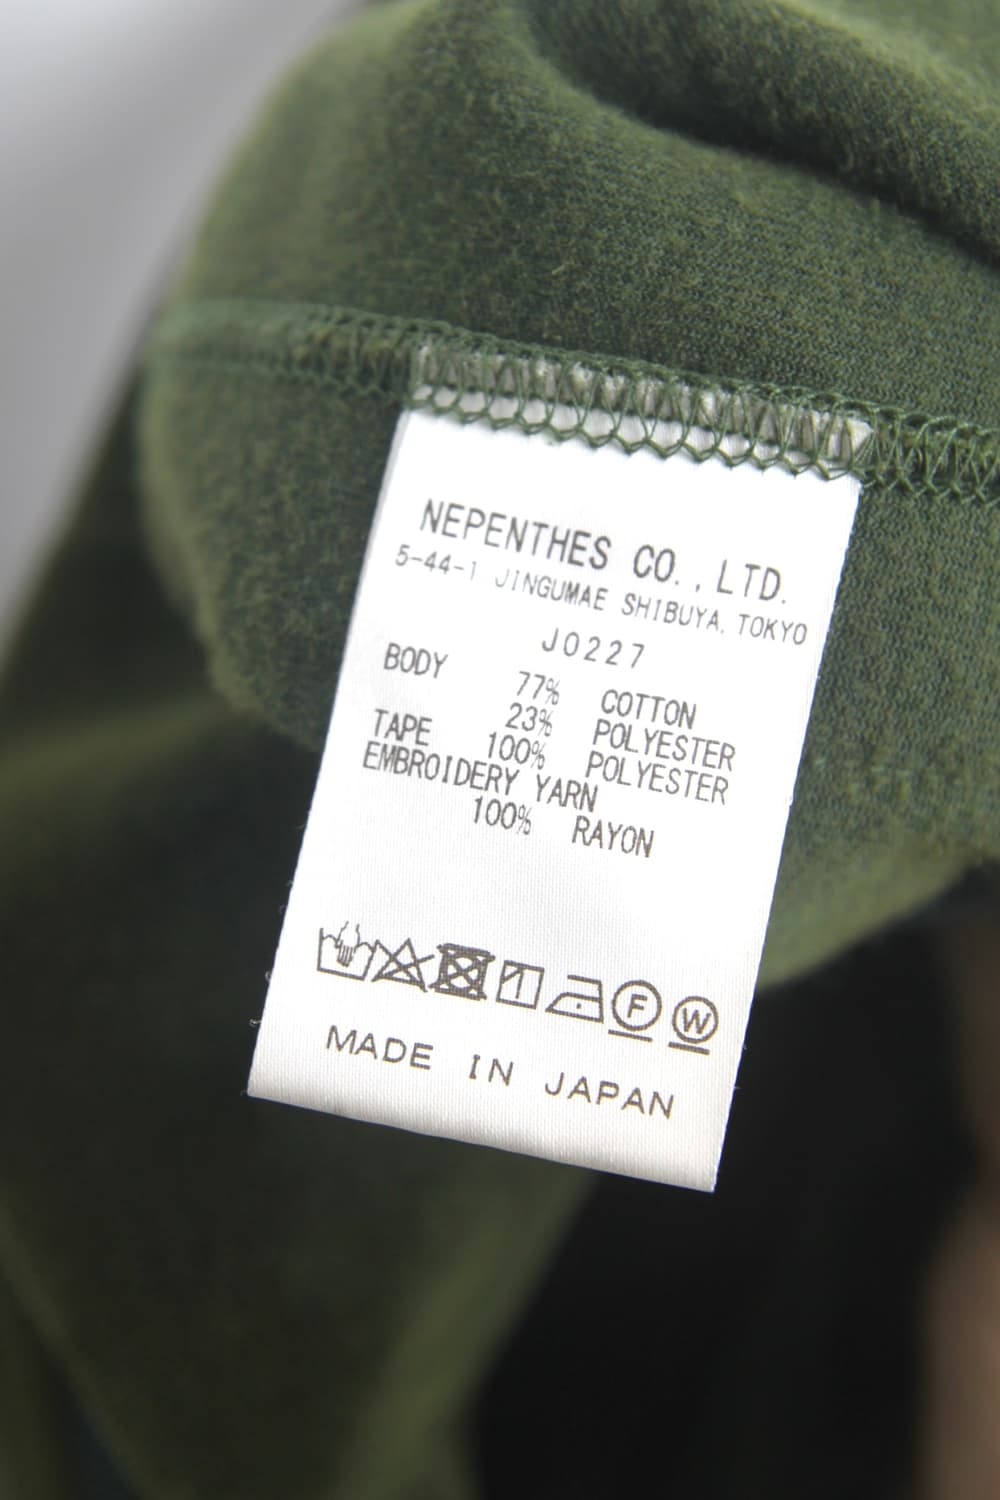 NEPENTHES CO., LTD.
5-44-1 JINGUMAE SHIBUYA, TOKYO
J0227
BODY 77% COTTON
23% POLYESTER
TAPE 100% POLYESTER
EMBROIDERY YARN
100% RAYON
F W
MADE IN JAPAN